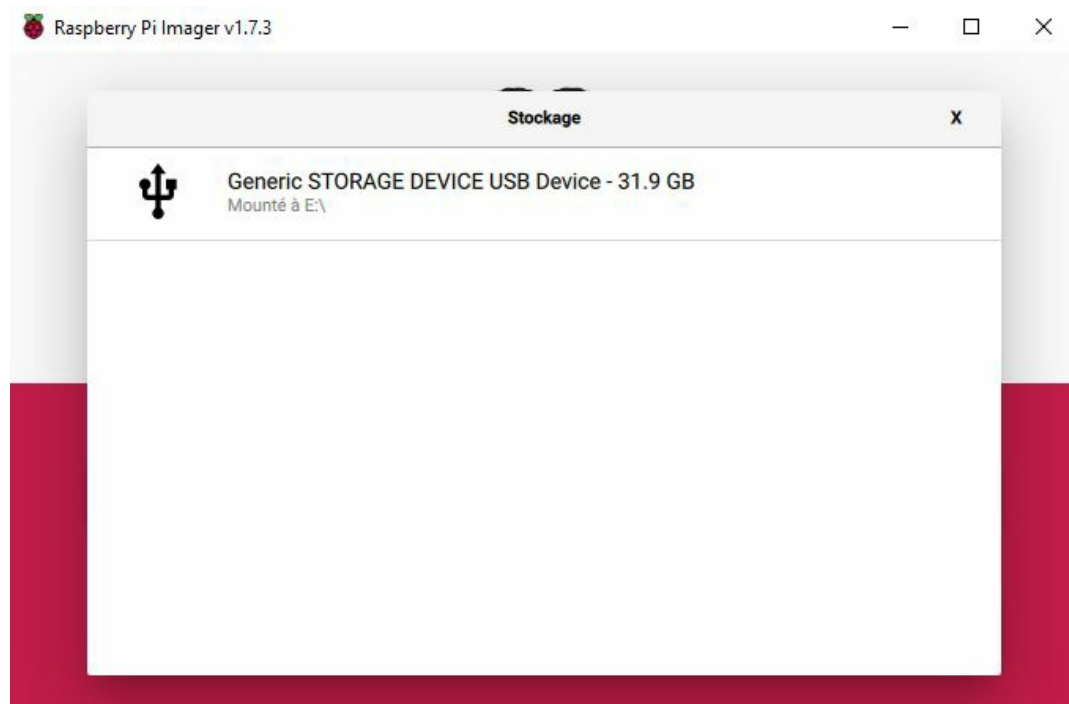 Raspberry Pi Imager v1.7.3
Stockage X
Generic STORAGE DEVICE USB Device - 31.9 GB
Mounté à E:\